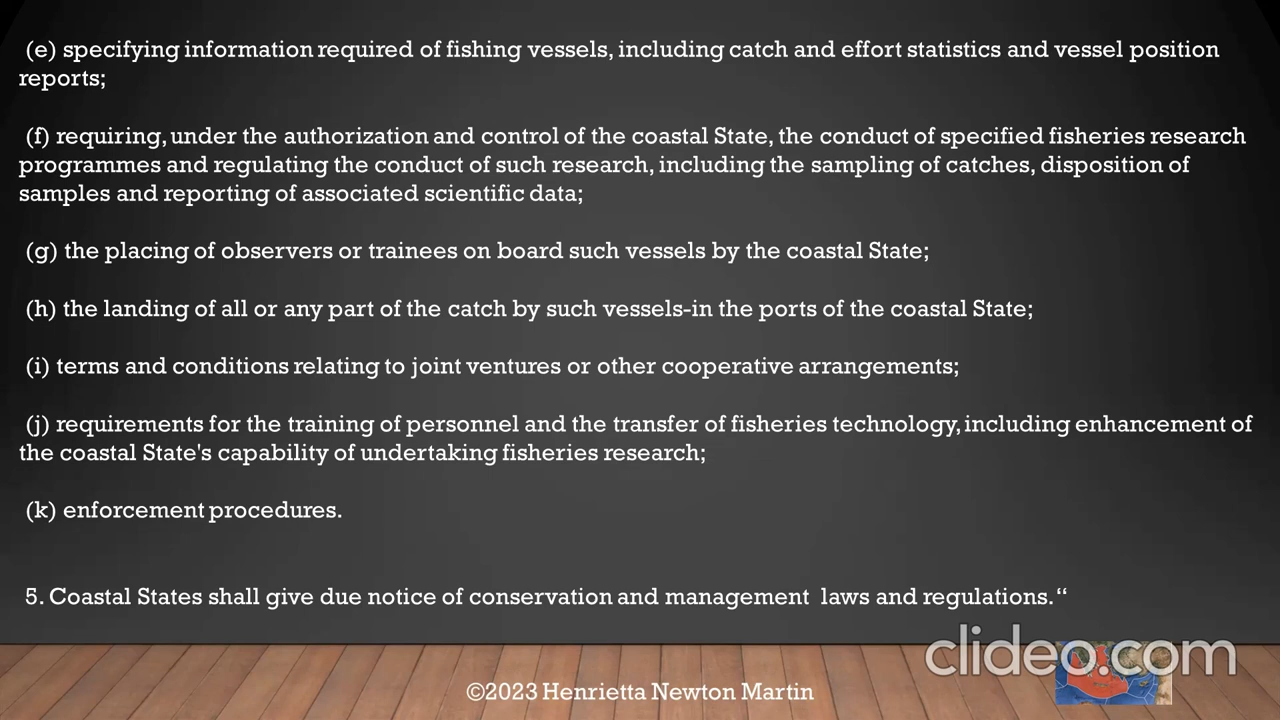 (e) specifying information required of fishing vessels, including catch and effort statistics and vessel position
reports;
(f) requiring, under the authorization and control of the coastal State, the conduct of specified fisheries research
programmes and regulating the conduct of such research, including the sampling of catches, disposition of
samples and reporting of associated scientific data;
(g) the placing of observers or trainees on board such vessels by the coastal State;
(h) the landing of all or any part of the catch by such vessels-in the ports of the coastal State;
(i) terms and conditions relating to joint ventures or other cooperative arrangements;
(j) requirements for the training of personnel and the transfer of fisheries technology, including enhancement of
the coastal State's capability of undertaking fisheries research;
(k) enforcement procedures.
5. Coastal States shall give due notice of conservation and management laws and regulations. “
clideo.com
©2023 Henrietta Newton Martin